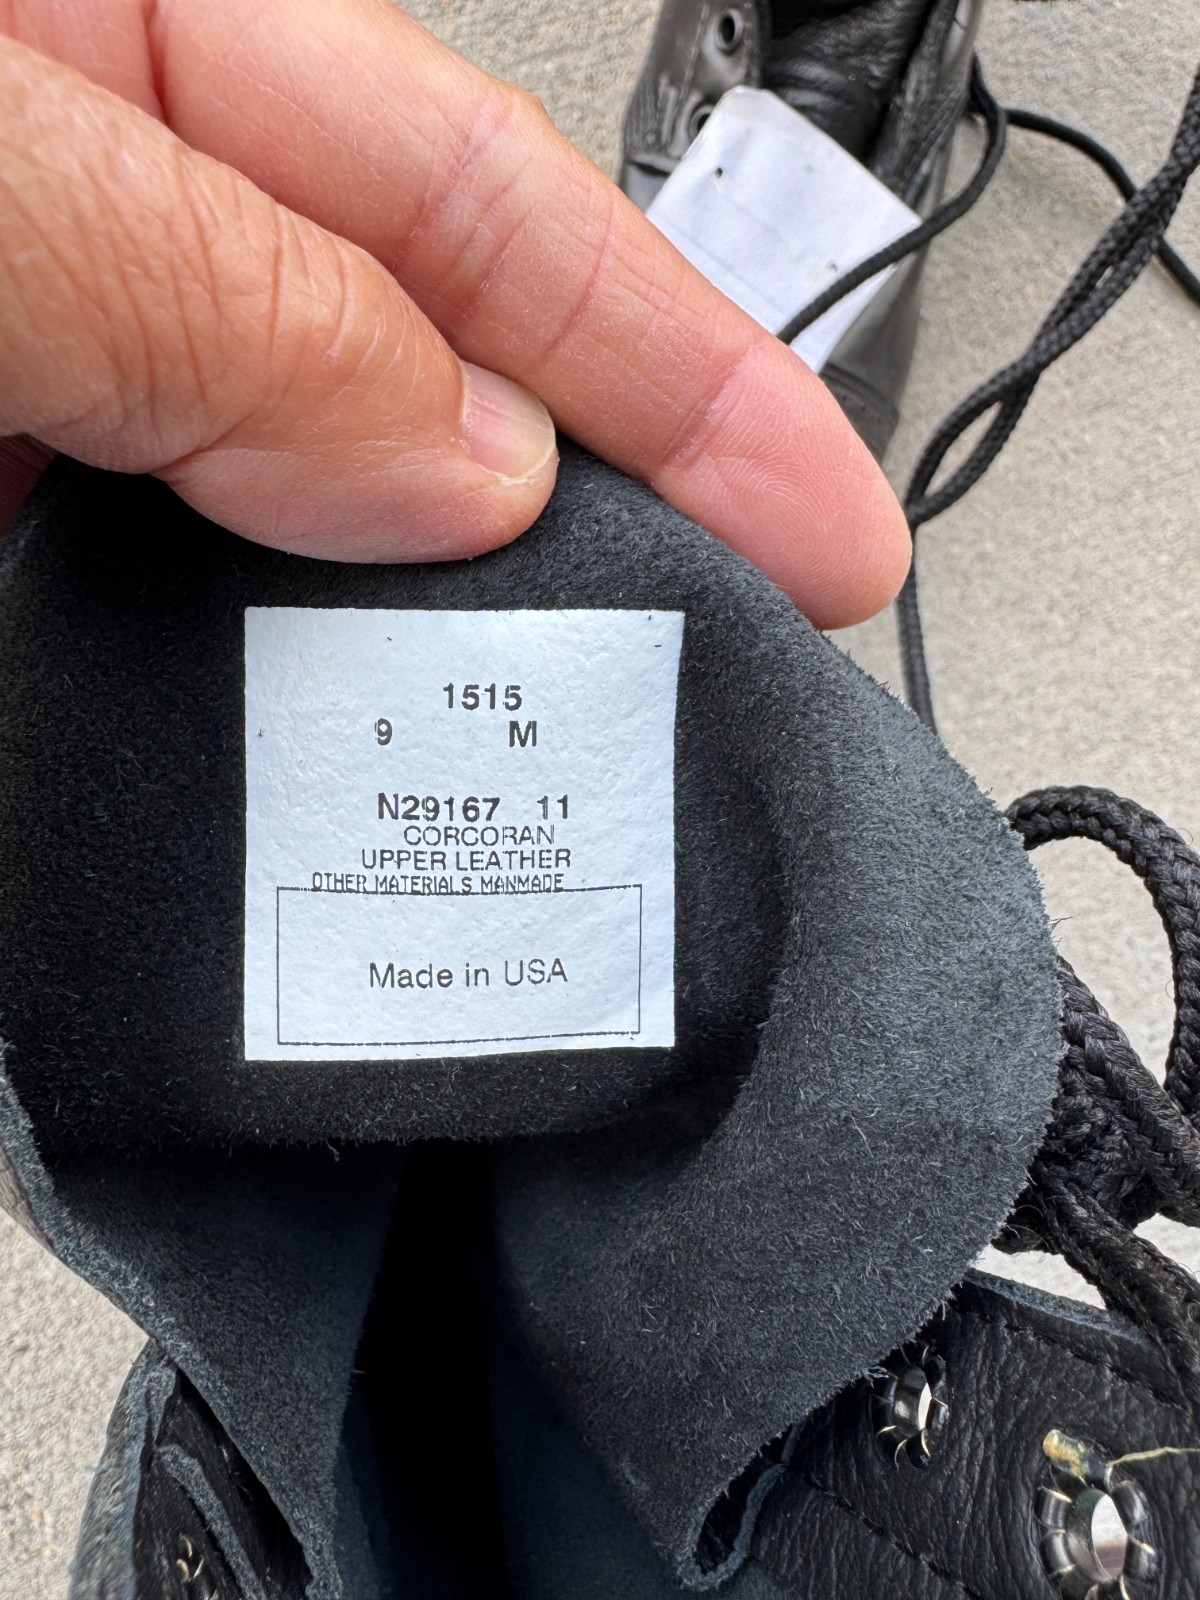 1515
9 M
N29167 11
CORCORAN
UPPER LEATHER
OTHER MATERIALS MANMADE
Made in USA